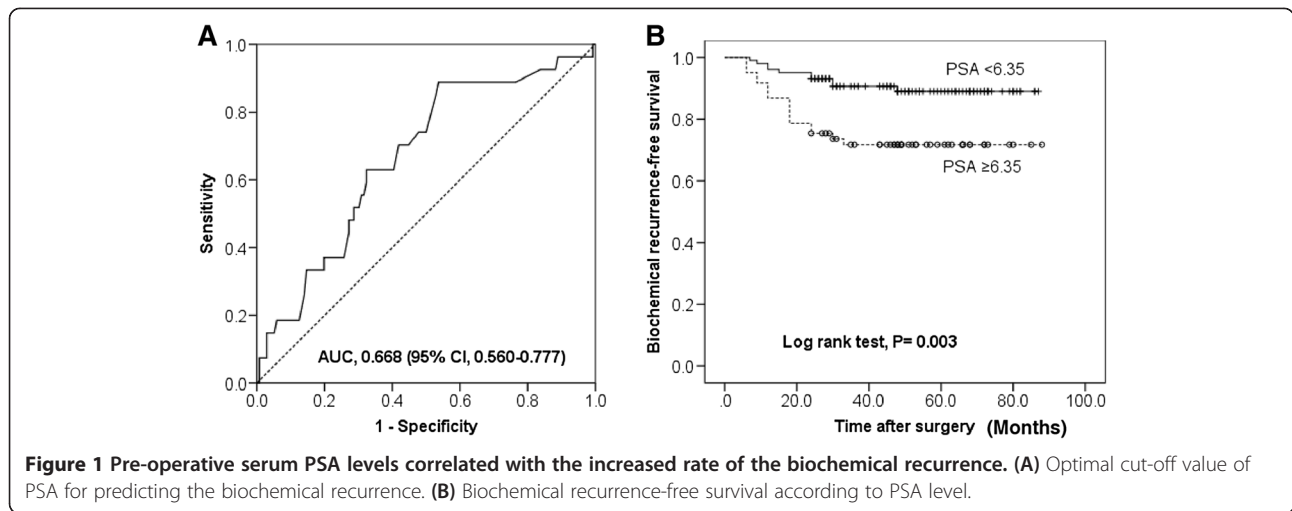 A
1.0
0.8
0.6
0.4
0.2
0.0
Sensitivity
AUC, 0.668 (95% CI, 0.560-0.777)
0.0 0.2 0.4 0.6 0.8 1.0
1 - Specificity
B
1.0
0.8
0.6
0.4
0.2
0.0
Biochemical recurrence-free survival
PSA <6.35
PSA ≥6.35
Log rank test, P= 0.003
.0 20.0 40.0 60.0 80.0 100.0
Time after surgery (Months)
Figure 1 Pre-operative serum PSA levels correlated with the increased rate of the biochemical recurrence. (A) Optimal cut-off value of
PSA for predicting the biochemical recurrence. (B) Biochemical recurrence-free survival according to PSA level.